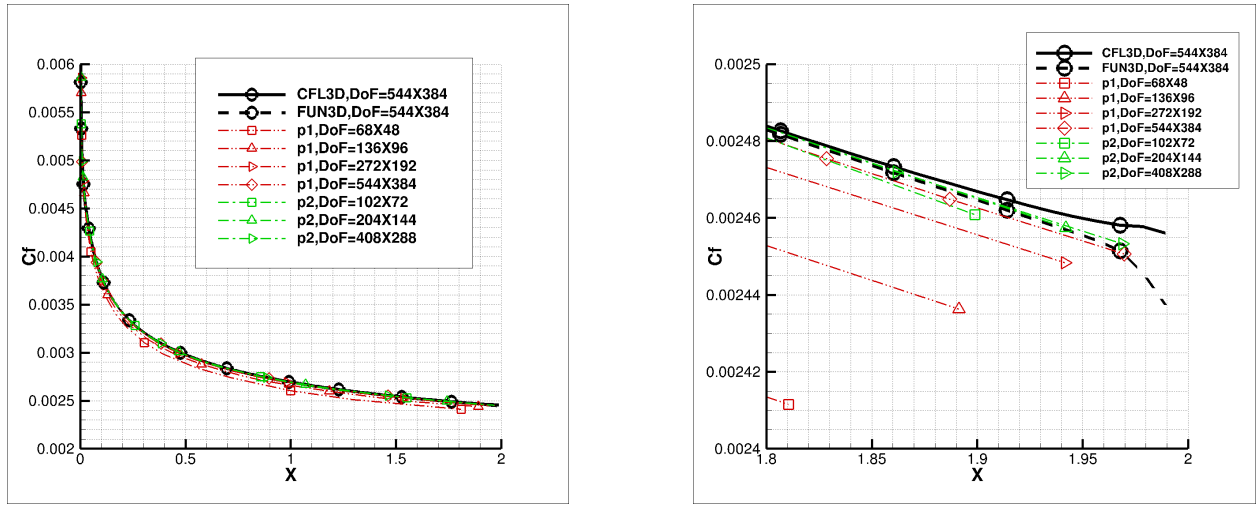 0.006
0.0055
0.005
0.0045
0.004
0.0035
0.003
0.0025
0.002
Cf
0
0.5
1
1.5
2
X
CFL3D,DoF=544X384
FUN3D,DoF=544X384
p1,DoF=68X48
p1,DoF=136X96
p1,DoF=272X192
p1,DoF=544X384
p2,DoF=102X72
p2,DoF=204X144
p2,DoF=408X288
0.0025
0.00248
0.00246
0.00244
0.00242
0.0024
Cf
1.8
1.85
1.9
1.95
2
X
CFL3D,DoF=544X384
FUN3D,DoF=544X384
p1,DoF=68X48
p1,DoF=136X96
p1,DoF=272X192
p1,DoF=544X384
p2,DoF=102X72
p2,DoF=204X144
p2,DoF=408X288